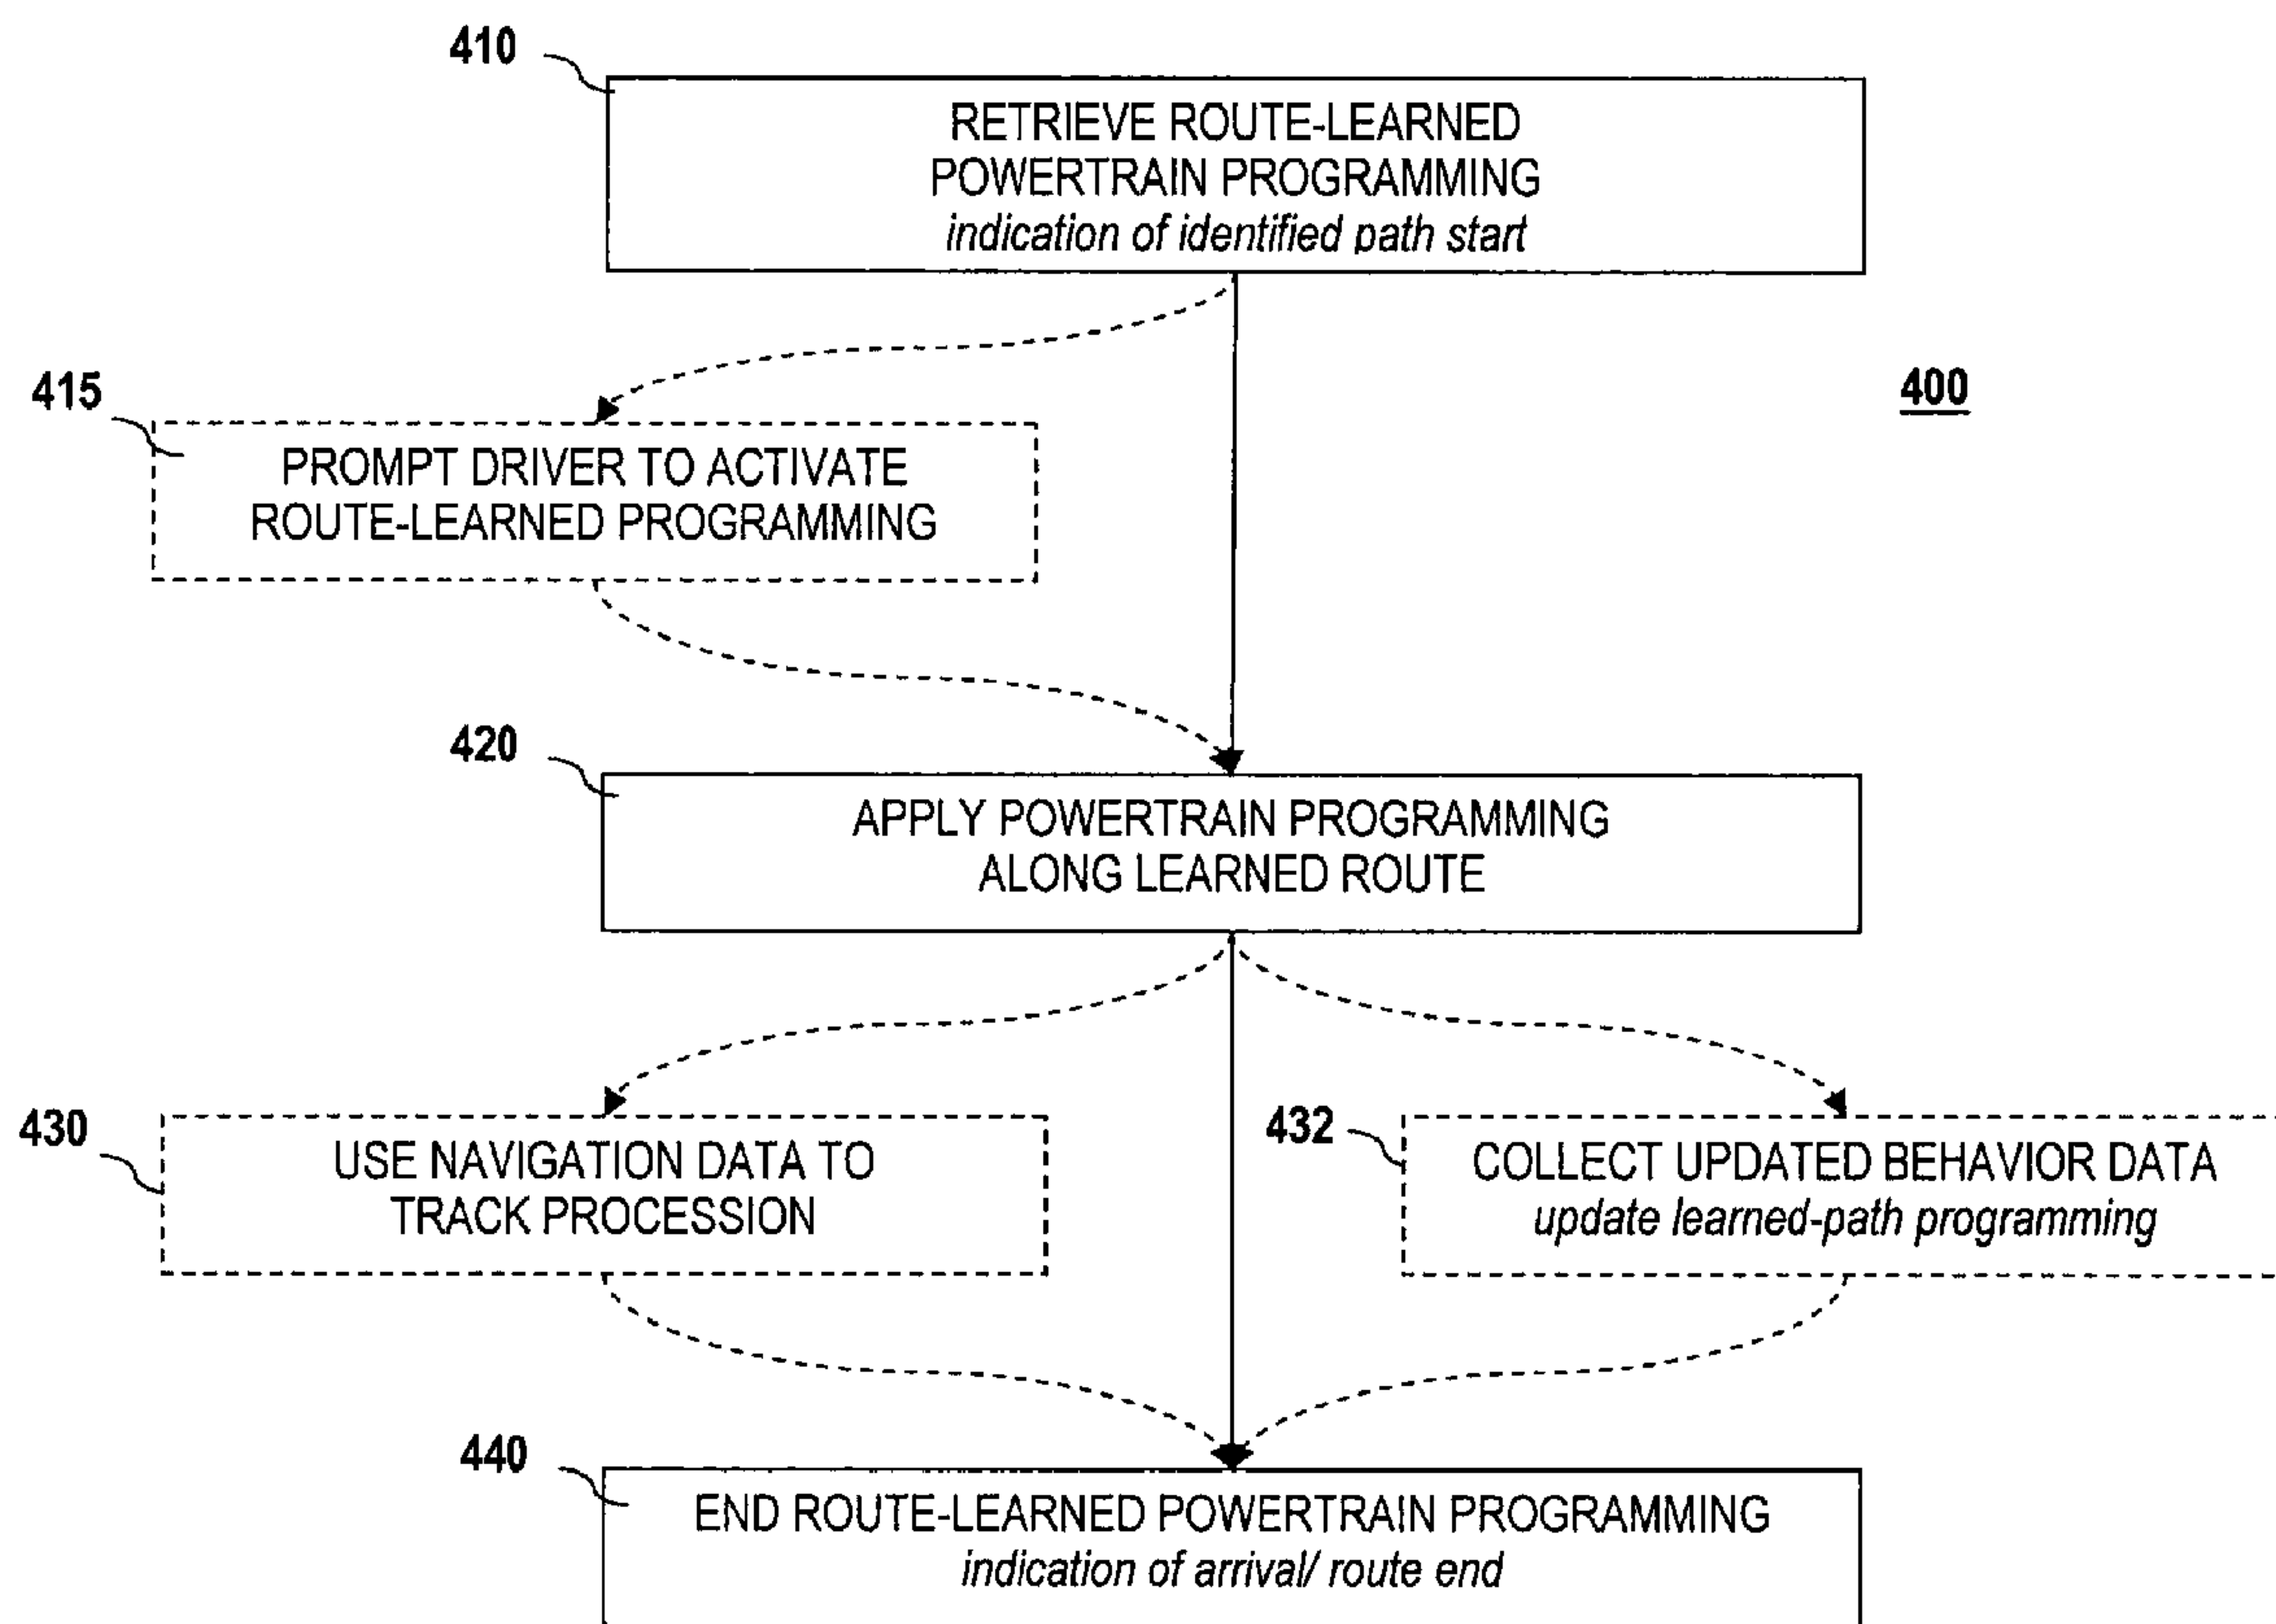 410
RETRIEVE ROUTE-LEARNED
POWERTRAIN PROGRAMMING
indication of identified path start
400
415
PROMPT DRIVER TO ACTIVATE
ROUTE-LEARNED PROGRAMMING
420
APPLY POWERTRAIN PROGRAMMING
ALONG LEARNED ROUTE
430
USE NAVIGATION DATA TO
TRACK PROCESSION
432
COLLECT UPDATED BEHAVIOR DATA
update learned-path programming
440
END ROUTE-LEARNED POWERTRAIN PROGRAMMING
indication of arrival/ route end